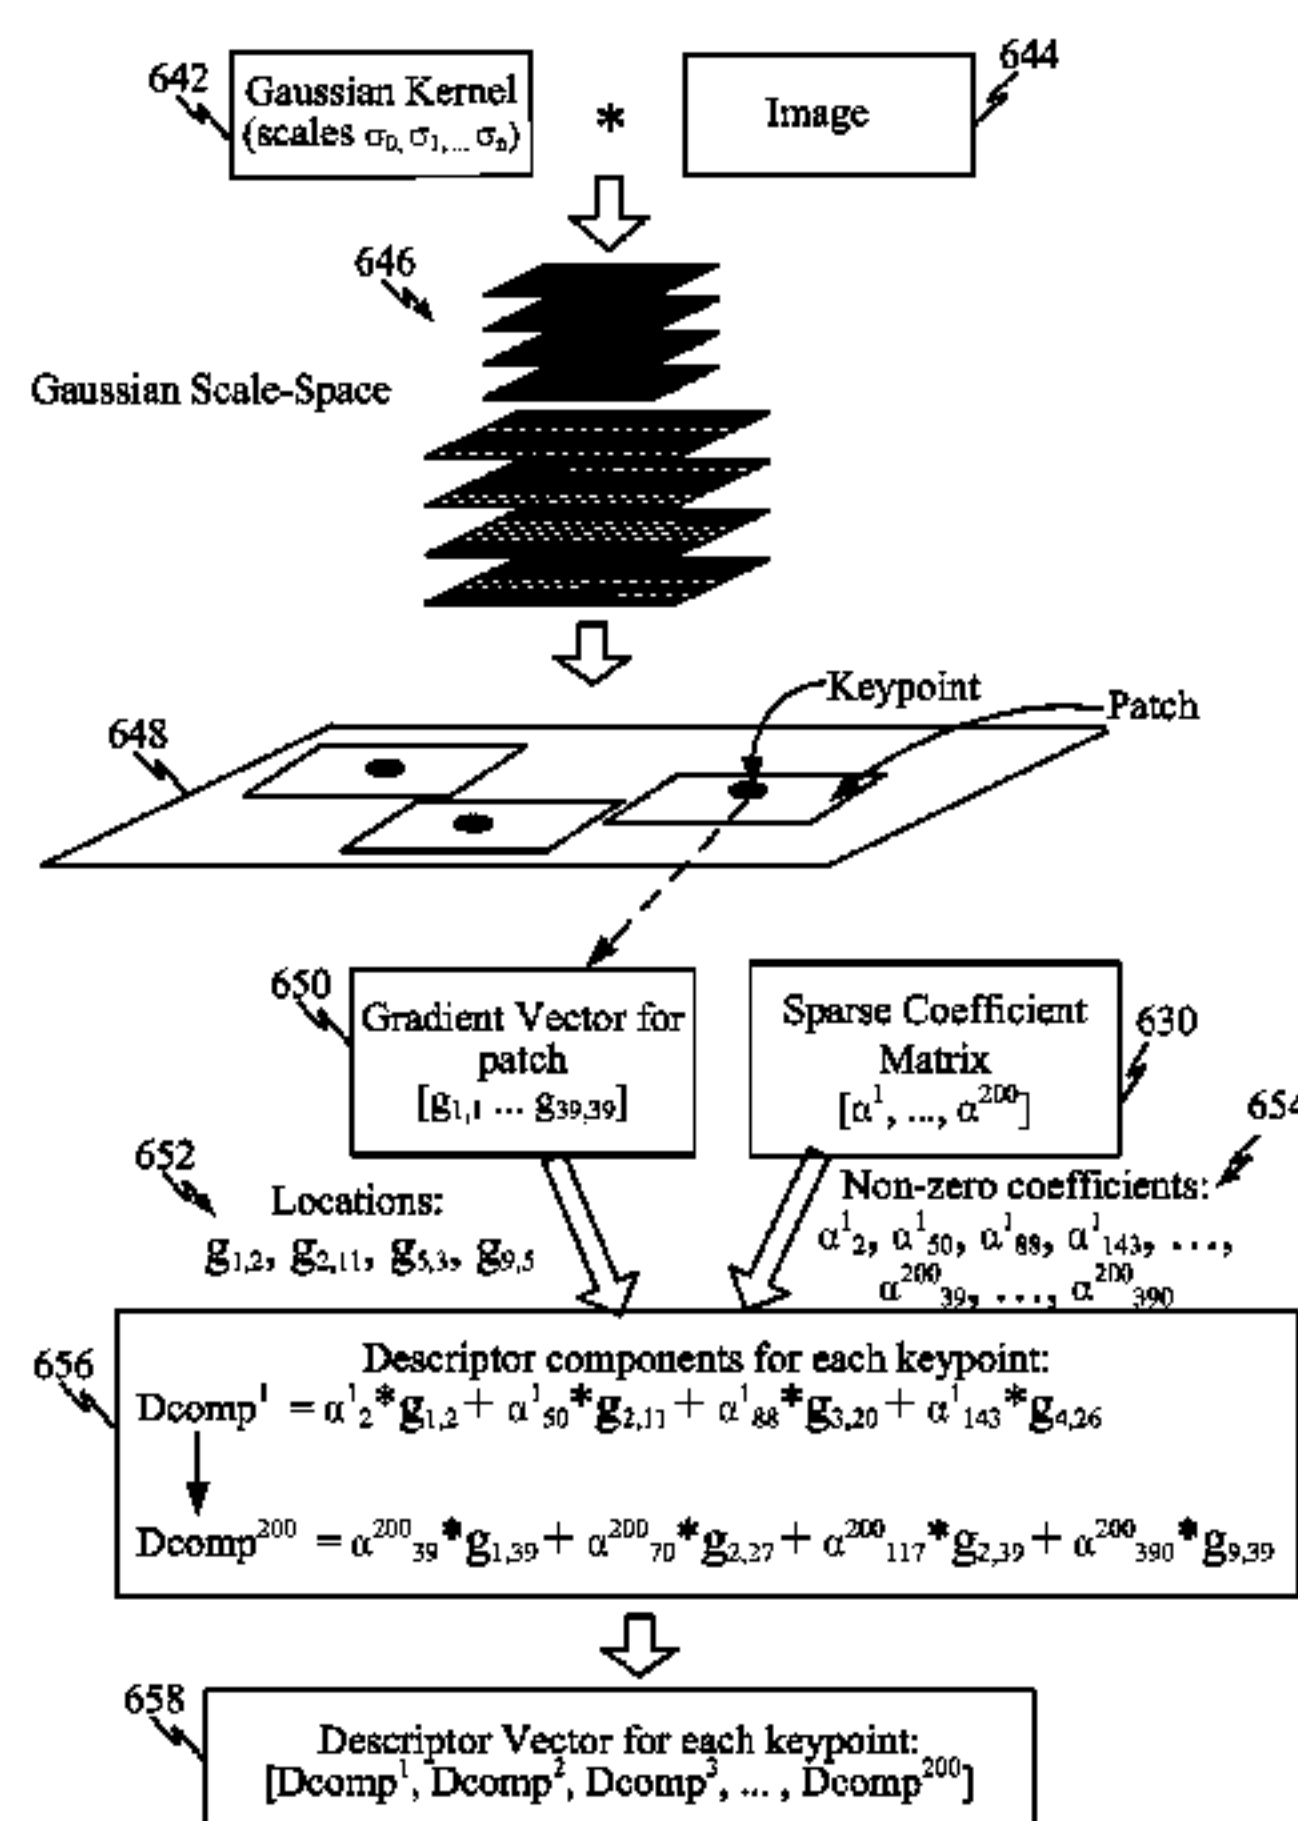 642
Gaussian Kernel
(scales σ₀, σ₁, ... σₙ)
*
Image
644
646
Gaussian Scale-Space
Keypoint
Patch
648
650
Gradient Vector for
patch
[g₁,₁ ... g₃₉,₃₉]
Sparse Coefficient
Matrix
[α¹, ..., α²⁰⁰]
630
654
652
Locations:
g₁,₂, g₂,₁₁, g₅,₃, g₉,₅
Non-zero coefficients:
α¹₂, α¹₅₀, α¹₈₈, α¹₁₄₃, ...,
α²⁰⁰₃₉, ..., α²⁰⁰₃₉₀
656
Descriptor components for each keypoint:
Dcomp¹ = α¹₂*g₁,₂ + α¹₅₀*g₂,₁₁ + α¹₈₈*g₃,₂₀ + α¹₁₄₃*g₄,₂₆
Dcomp²⁰⁰ = α²⁰⁰₃₉*g₁,₃₉ + α²⁰⁰₇₀*g₂,₂₇ + α²⁰⁰₁₁₇*g₂,₃₉ + α²⁰⁰₃₉₀*g₉,₃₉
658
Descriptor Vector for each keypoint:
[Dcomp¹, Dcomp², Dcomp³, ... , Dcomp²⁰⁰]